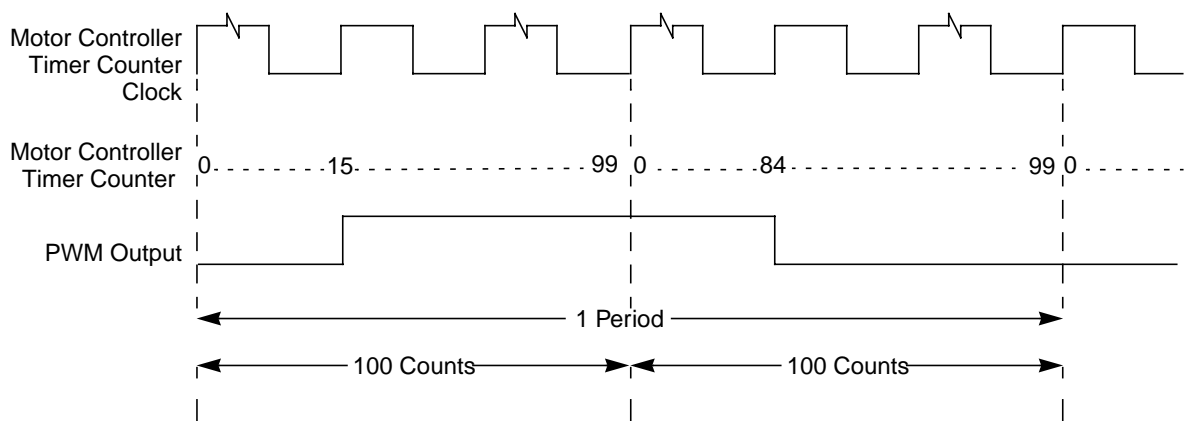 Motor Controller
Timer Counter
Clock
Motor Controller
Timer Counter
0 15 99 0 84 99 0
PWM Output
1 Period
100 Counts 100 Counts